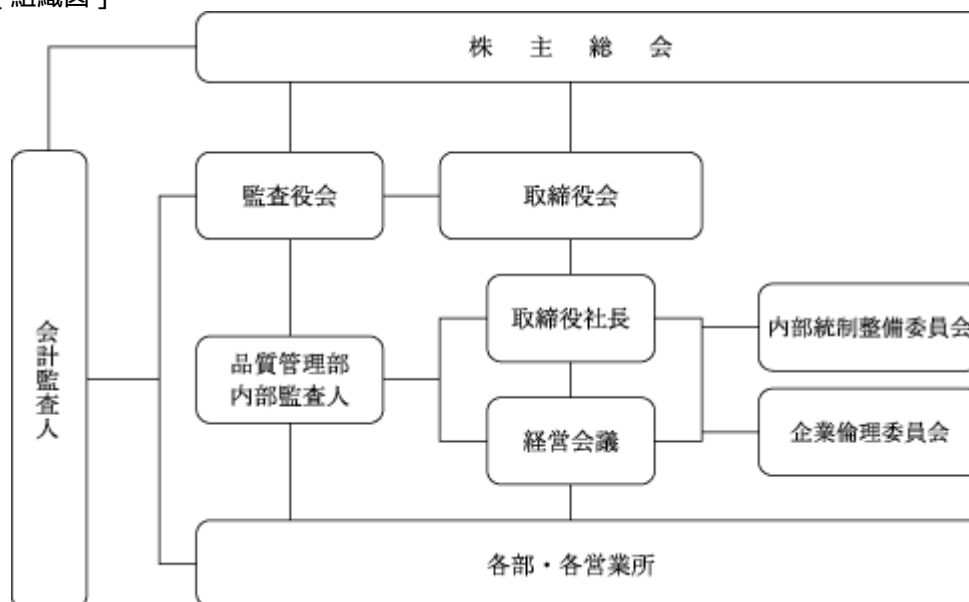 [ 組織図 ]
株主総会
監査役会
取締役会
会計監査人
取締役社長
内部統制整備委員会
品質管理部
内部監査人
経営会議
企業倫理委員会
各部・各営業所